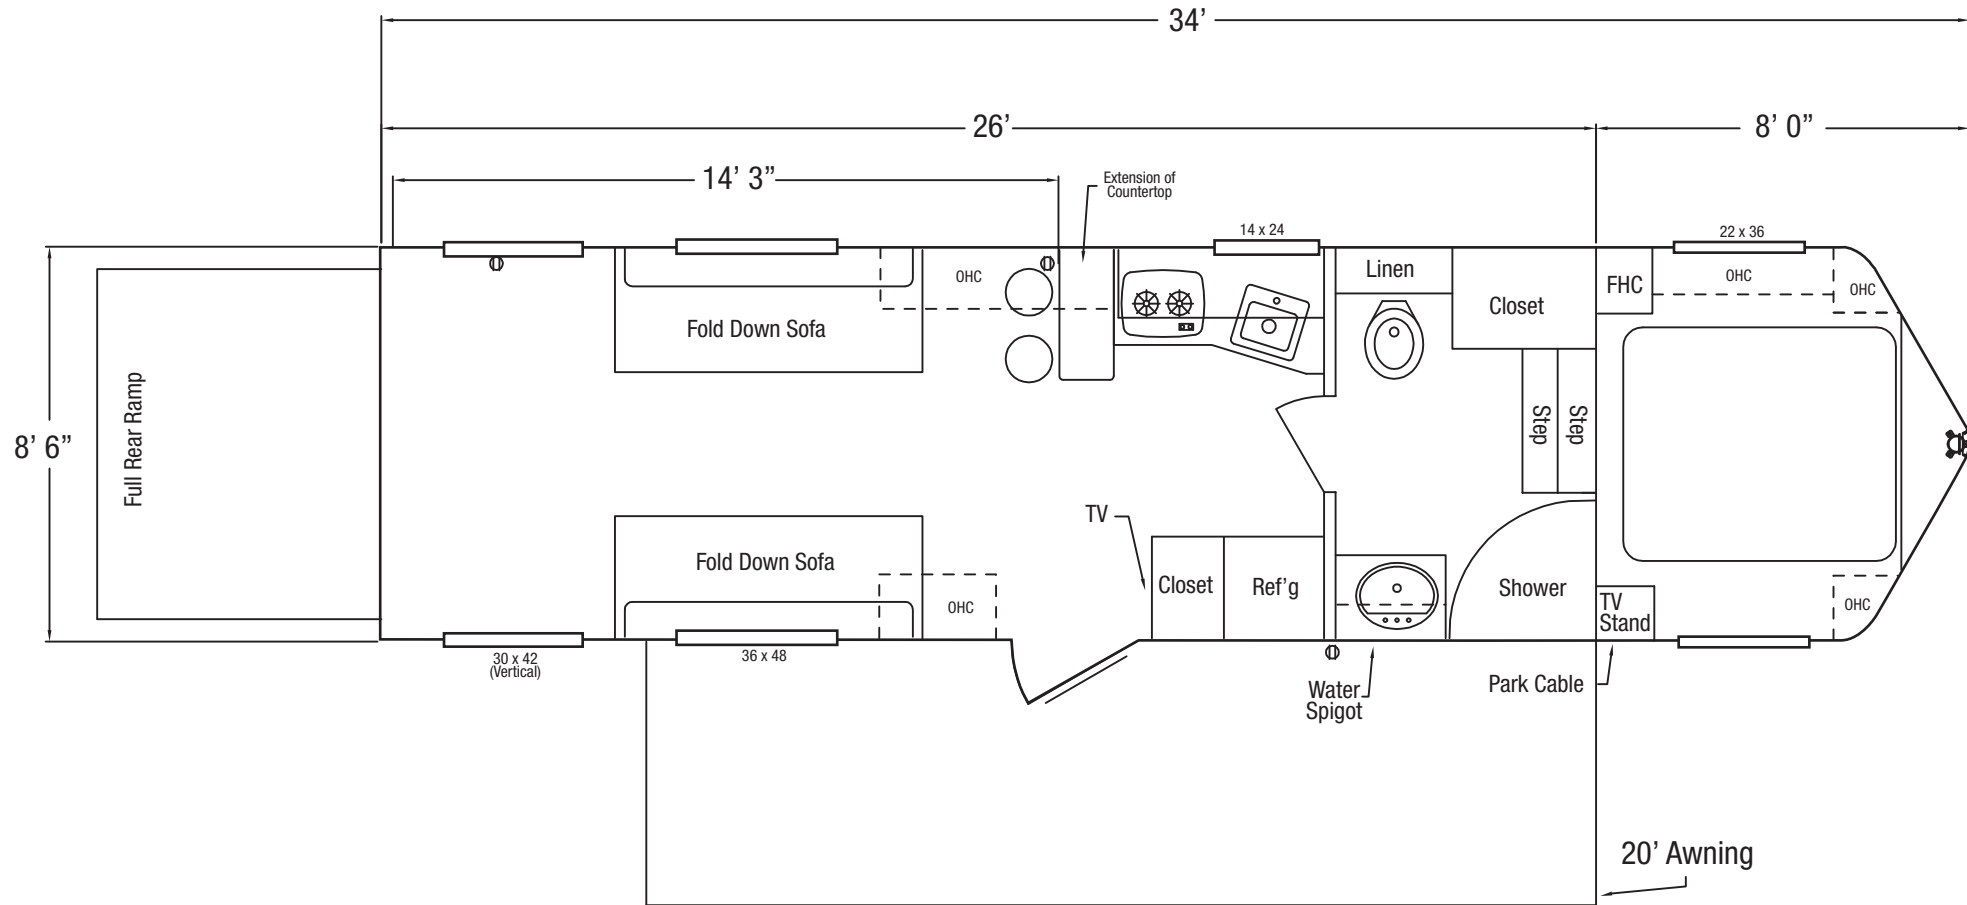 34’
26’
8’ 0”
14’ 3”
Extension of
Countertop
14 x 24
22 x 36
OHC
Linen
Closet
FHC
OHC
OHC
Fold Down Sofa
Full Rear Ramp
8’ 6”
Step
Step
TV
Fold Down Sofa
OHC
Closet
Ref’g
Shower
TV
Stand
OHC
30 x 42
(Vertical)
36 x 48
Water
Spigot
Park Cable
20’ Awning